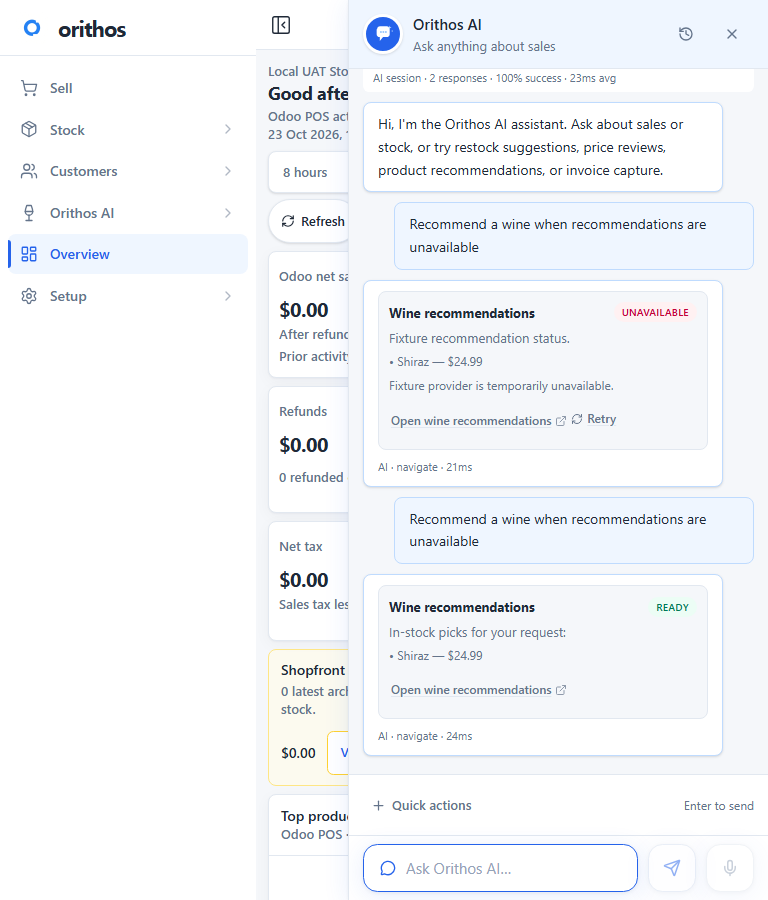 orithos
Sell
Stock
Customers
Orithos AI
Overview
Setup
Local UAT Sto
Good afte
Odoo POS act
23 Oct 2026,
8 hours
Refresh
Odoo net sa
$0.00
After refund
Prior activity
Refunds
$0.00
0 refunded
Net tax
$0.00
Sales tax les
Shopfront
0 latest arch
stock.
$0.00
V
Top produ
Odoo POS ·
Orithos AI
Ask anything about sales
AI session · 2 responses · 100% success · 23ms avg
Hi, I'm the Orithos AI assistant. Ask about sales or
stock, or try restock suggestions, price reviews,
product recommendations, or invoice capture.
Recommend a wine when recommendations are
unavailable
Wine recommendations UNAVAILABLE
Fixture recommendation status.
• Shiraz — $24.99
Fixture provider is temporarily unavailable.
Open wine recommendations Retry
AI · navigate · 21ms
Recommend a wine when recommendations are
unavailable
Wine recommendations READY
In-stock picks for your request:
• Shiraz — $24.99
Open wine recommendations
AI · navigate · 24ms
Quick actions Enter to send
Ask Orithos AI...